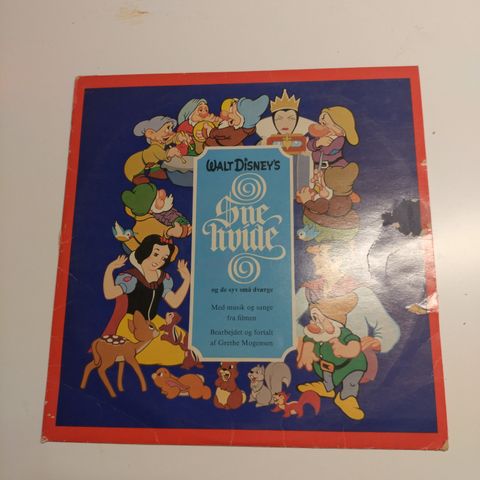 WALT DISNEY'S
Sne
hvide
og de syv små dværge
Med musik og sange
fra filmen
Bearbejdet og fortalt
af Grethe Mogensen